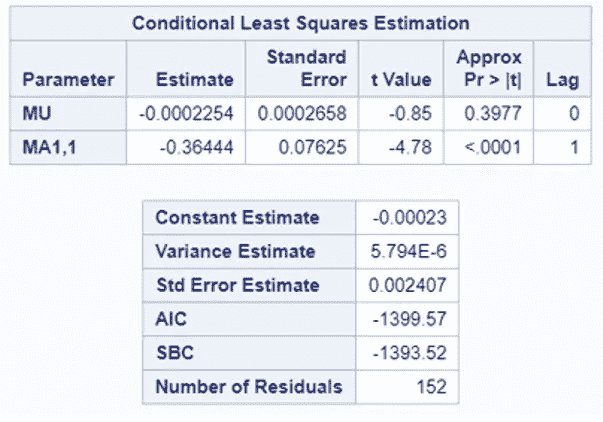 Conditional Least Squares Estimation
Parameter Estimate Standard Error t Value Approx Pr > |t| Lag
MU -0.0002254 0.0002658 -0.85 0.3977 0
MA1,1 -0.36444 0.07625 -4.78 <.0001 1
Constant Estimate -0.00023
Variance Estimate 5.794E-6
Std Error Estimate 0.002407
AIC -1399.57
SBC -1393.52
Number of Residuals 152